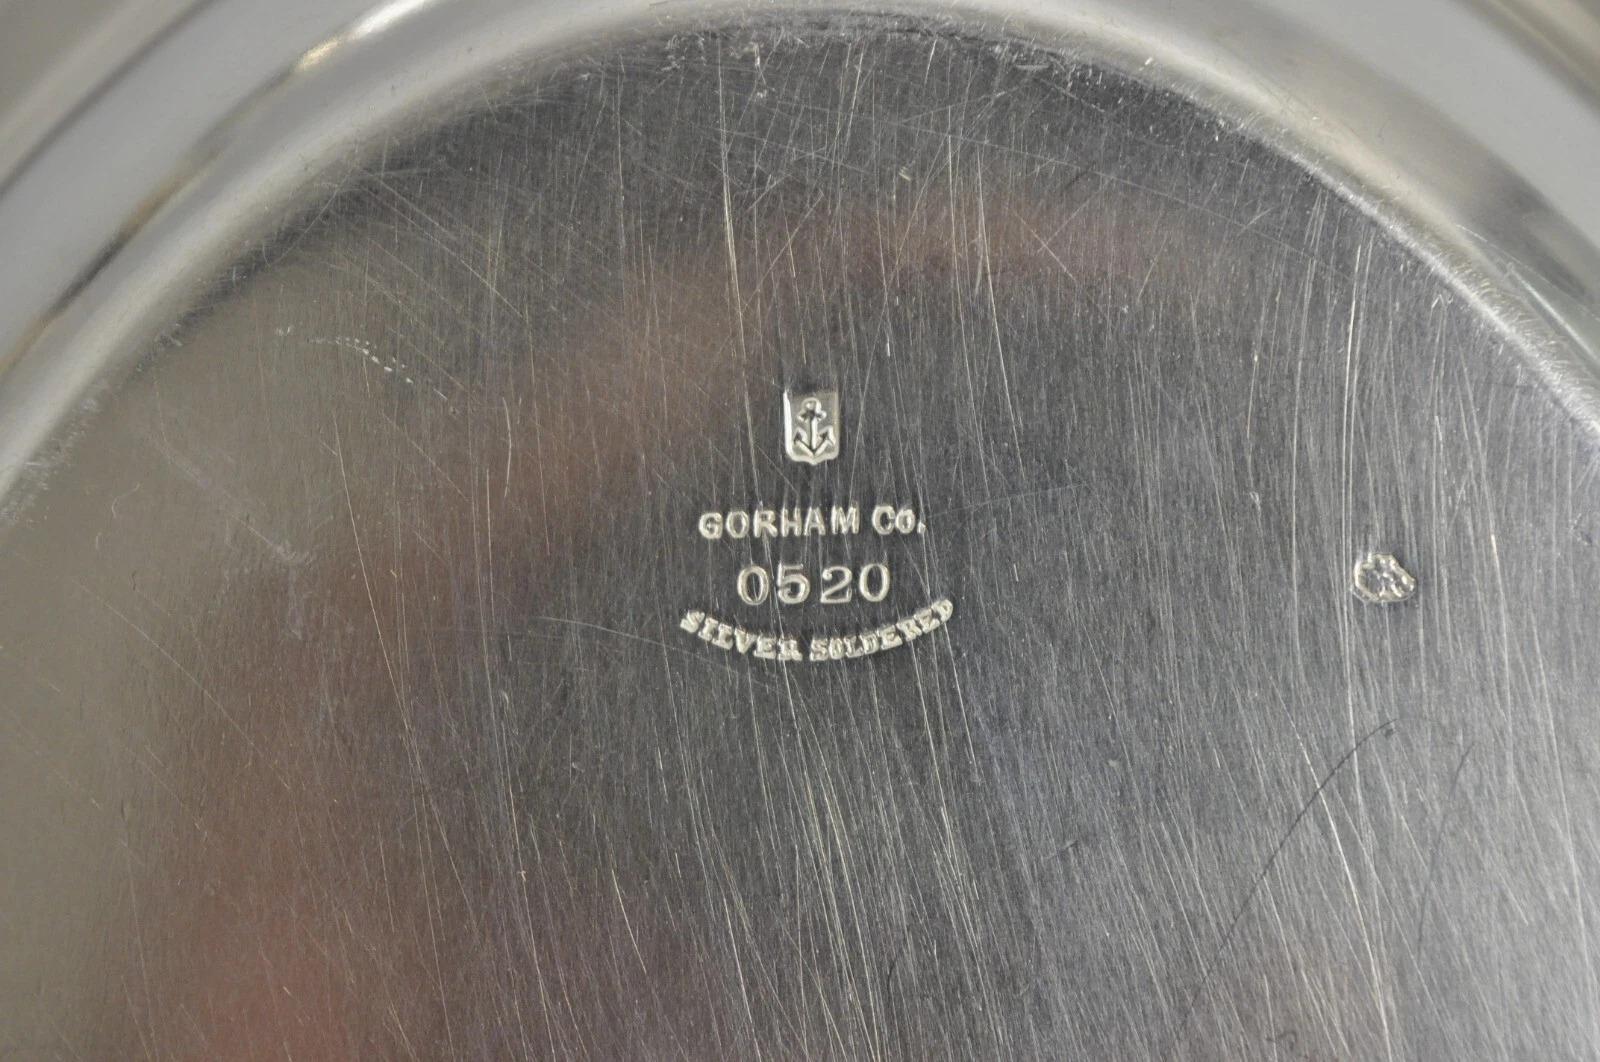 GORHAM CO.
0520
SILVER SOLDERED